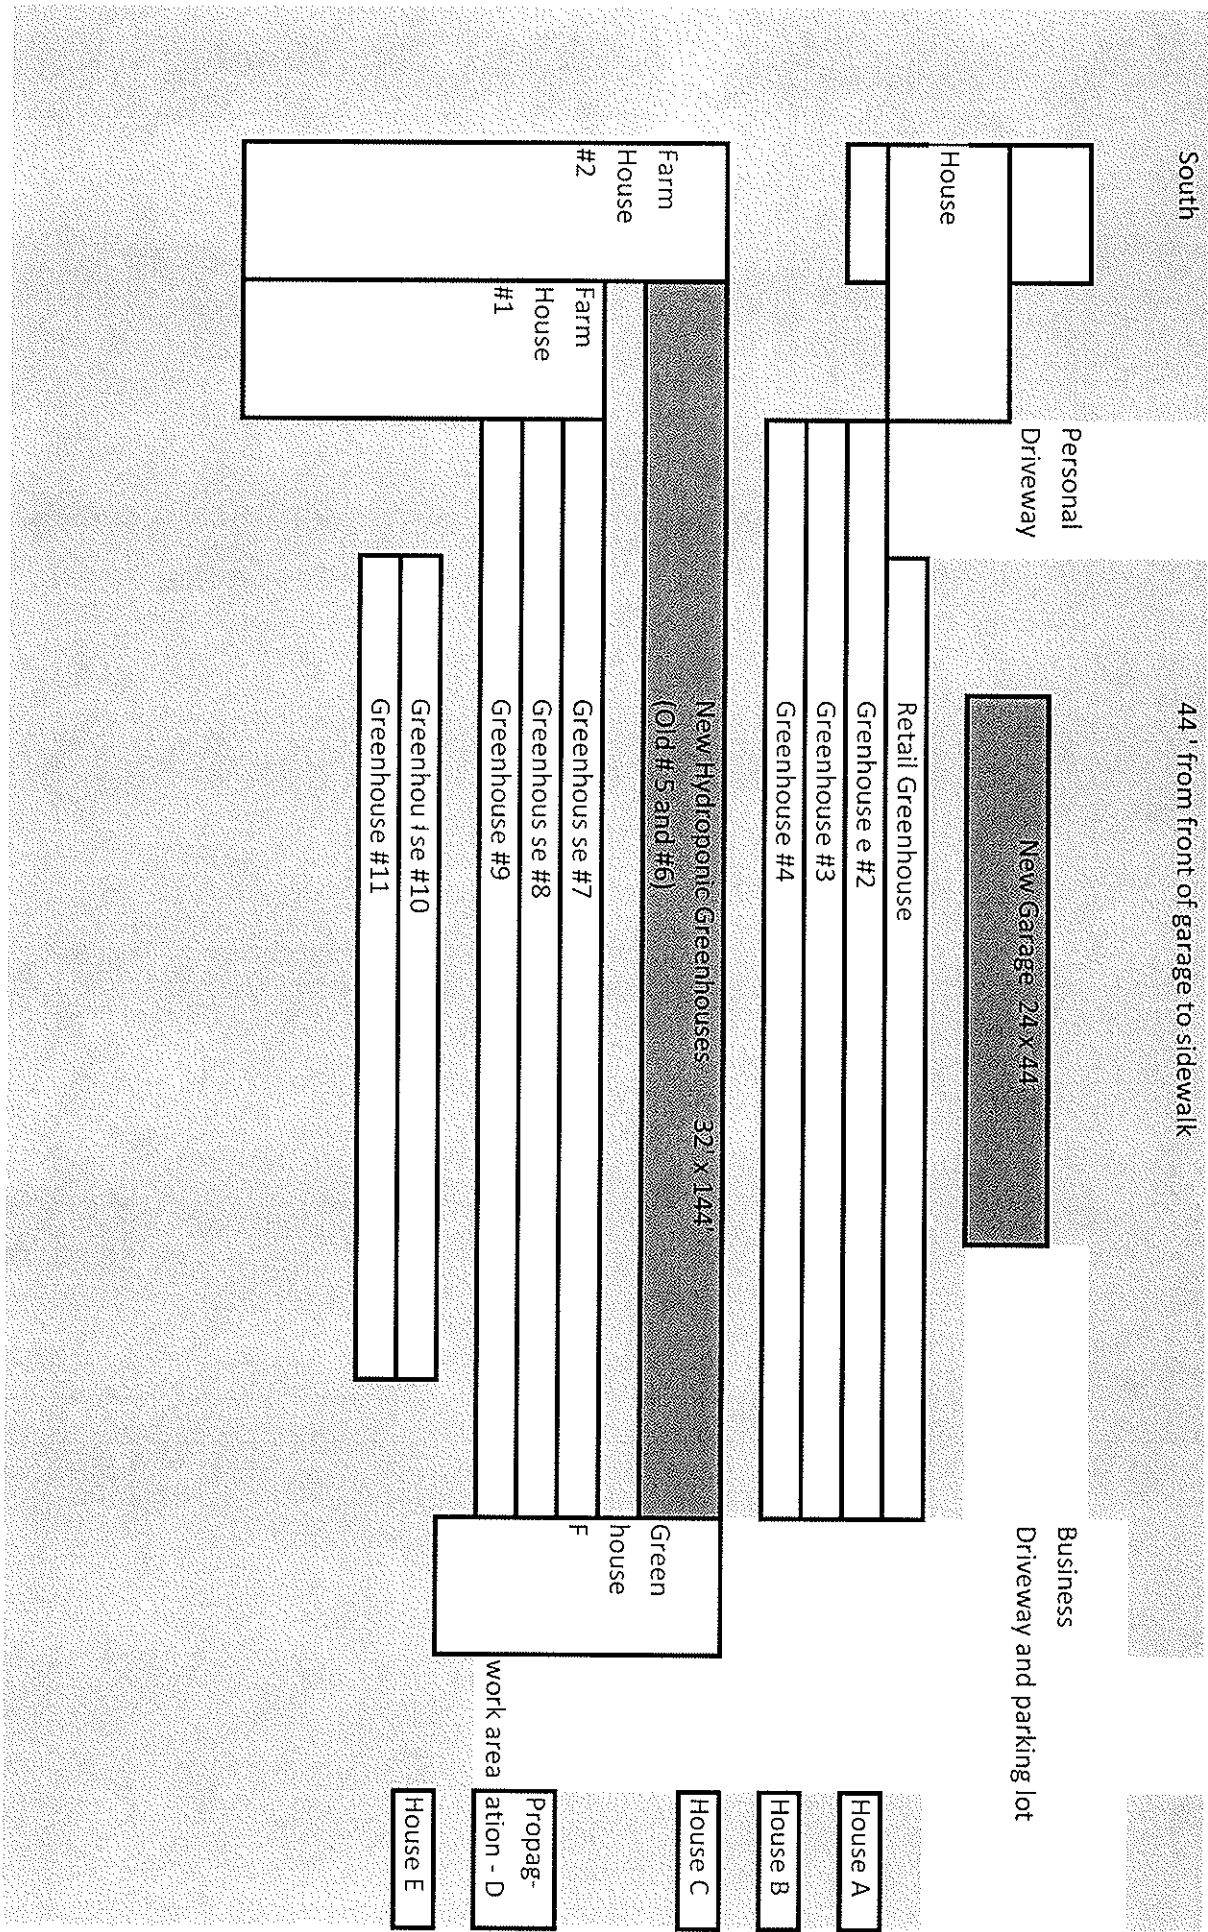 South
44 ' from front of garage to sidewalk
Personal
Driveway
Business
Driveway and parking lot
New Garage 24 x 44
House
Retail Greenhouse
Grenhouse e #2
Greenhouse #3
Greenhouse #4
House A
House B
House C
Farm
House
#2
New Hydroponic Greenhouses 32' x 144'
(Old # 5 and #6)
Green
house
F
Farm
House
#1
Greenhous se #7
Greenhous se #8
Greenhouse #9
work area
Propag-
ation - D
Greenhou ise #10
Greenhouse #11
House E